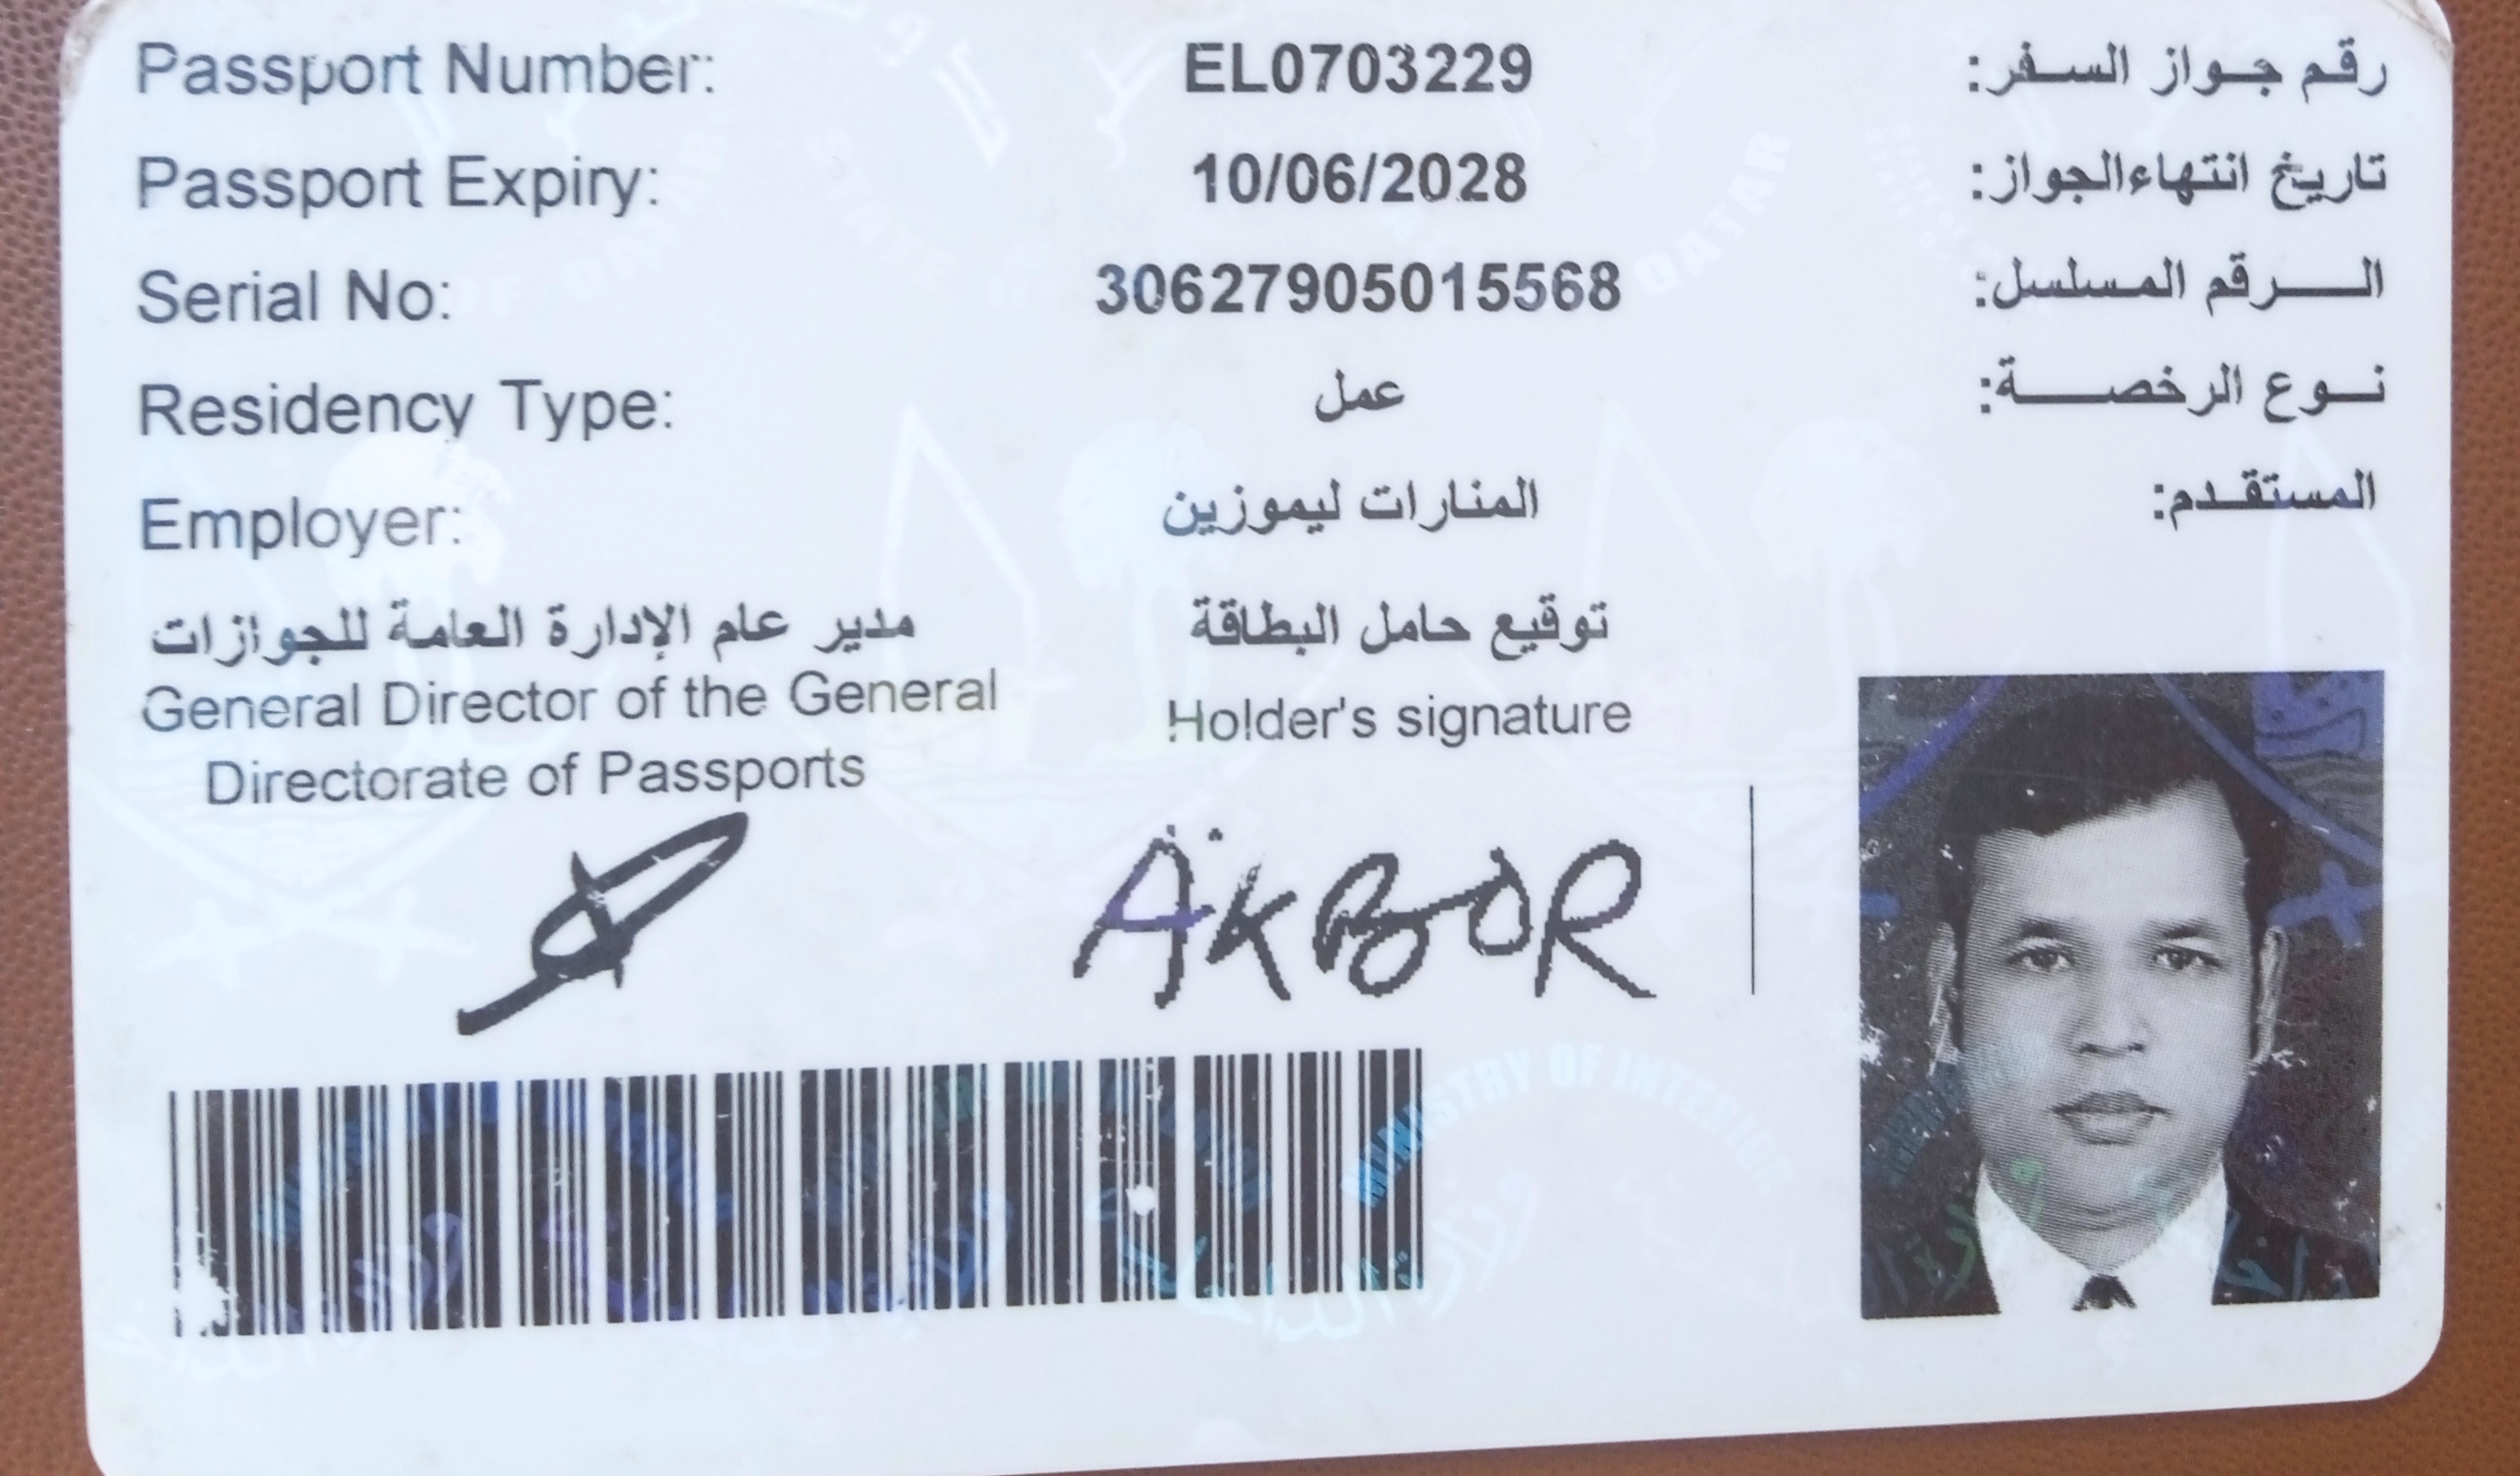 Passport Number: EL0703229 رقم جواز السفر:
Passport Expiry: 10/06/2028 تاريخ انتهاءالجواز:
Serial No: 30627905015568 الرقم المسلسل:
Residency Type: عمل نوع الرخصة:
Employer: المنارات ليموزين المستقدم:
مدير عام الإدارة العامة للجوازات
General Director of the General
Directorate of Passports
توقيع حامل البطاقة
Holder's signature
AKBOR
MINISTRY OF INTERIOR
وزارة الداخلية
QATAR